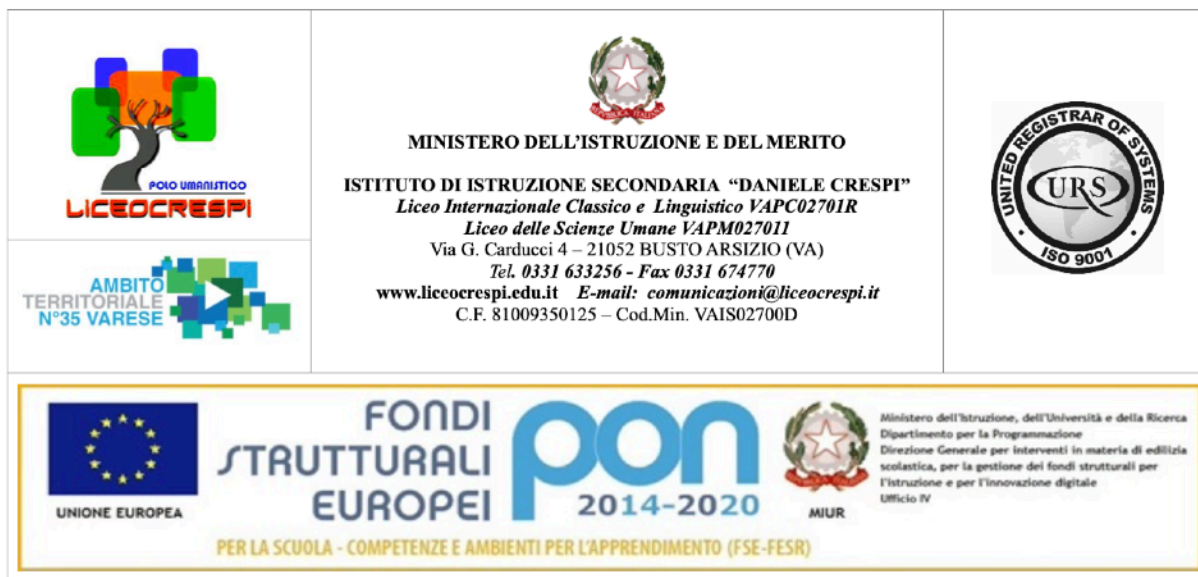 POLO UMANISTICO
LICEOCRESPI
AMBITO
TERRITORIALE
N°35 VARESE
REPUBBLICA ITALIANA
MINISTERO DELL'ISTRUZIONE E DEL MERITO
ISTITUTO DI ISTRUZIONE SECONDARIA “DANIELE CRESPI”
Liceo Internazionale Classico e Linguistico VAPC02701R
Liceo delle Scienze Umane VAPM027011
Via G. Carducci 4 – 21052 BUSTO ARSIZIO (VA)
Tel. 0331 633256 - Fax 0331 674770
www.liceocrespi.edu.it E-mail: comunicazioni@liceocrespi.it
C.F. 81009350125 – Cod.Min. VAIS02700D
UNITED REGISTRAR OF SYSTEMS
URS
ISO 9001
UNIONE EUROPEA
FONDI
STRUTTURALI
EUROPEI
pon
2014-2020
MIUR
Ministero dell'Istruzione, dell'Università e della Ricerca
Dipartimento per la Programmazione
Direzione Generale per interventi in materia di edilizia
scolastica, per la gestione dei fondi strutturali per
l'istruzione e per l'innovazione digitale
Ufficio IV
PER LA SCUOLA - COMPETENZE E AMBIENTI PER L'APPRENDIMENTO (FSE-FESR)